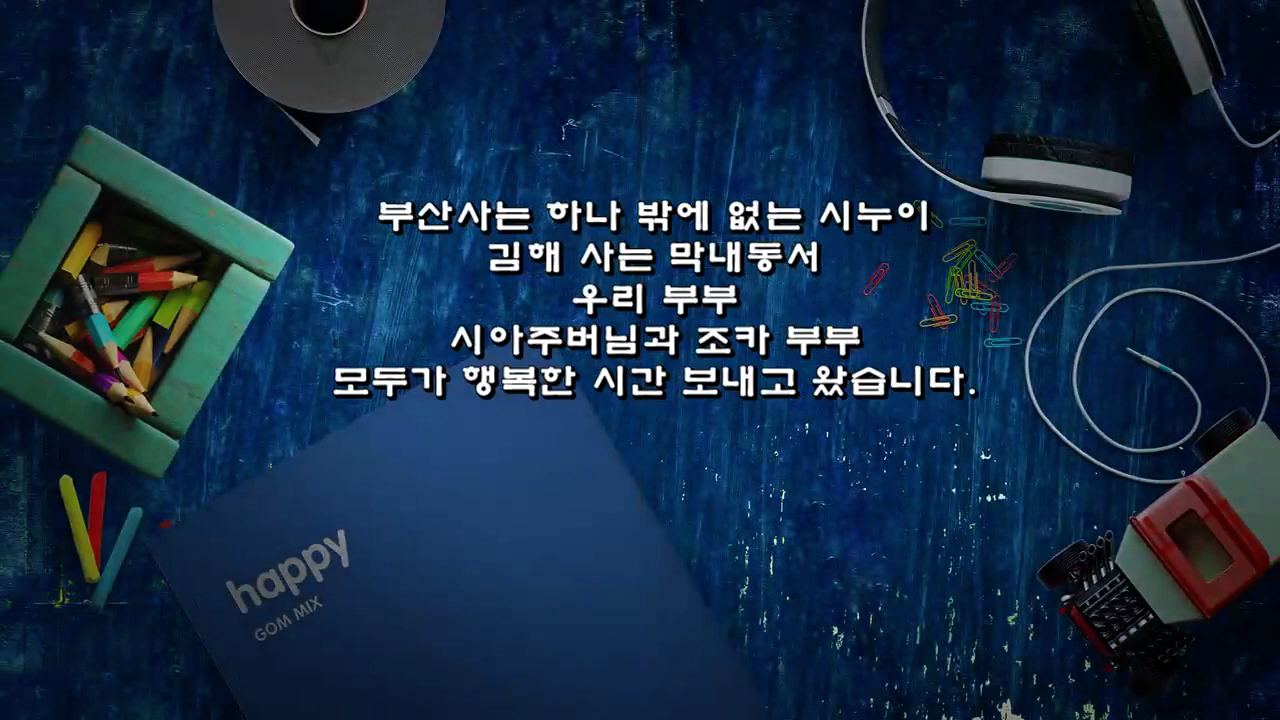 부산사는 하나 밖에 없는 시누이
김해 사는 막내동서
우리 부부
시아주버님과 조카 부부
모두가 행복한 시간 보내고 왔습니다.
happy
GOM MIX